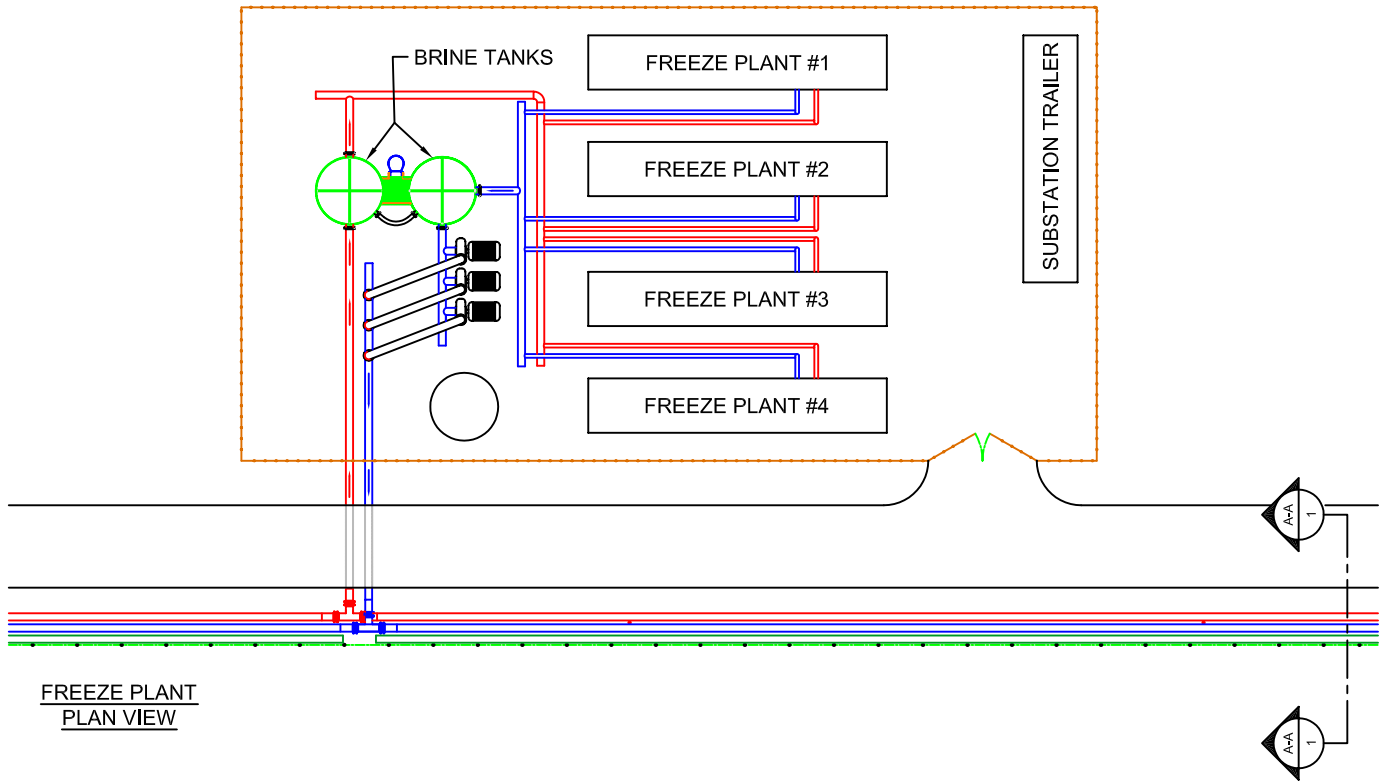 BRINE TANKS
FREEZE PLANT #1
SUBSTATION TRAILER
FREEZE PLANT #2
FREEZE PLANT #3
FREEZE PLANT #4
A-A
1
FREEZE PLANT
PLAN VIEW
A-A
1